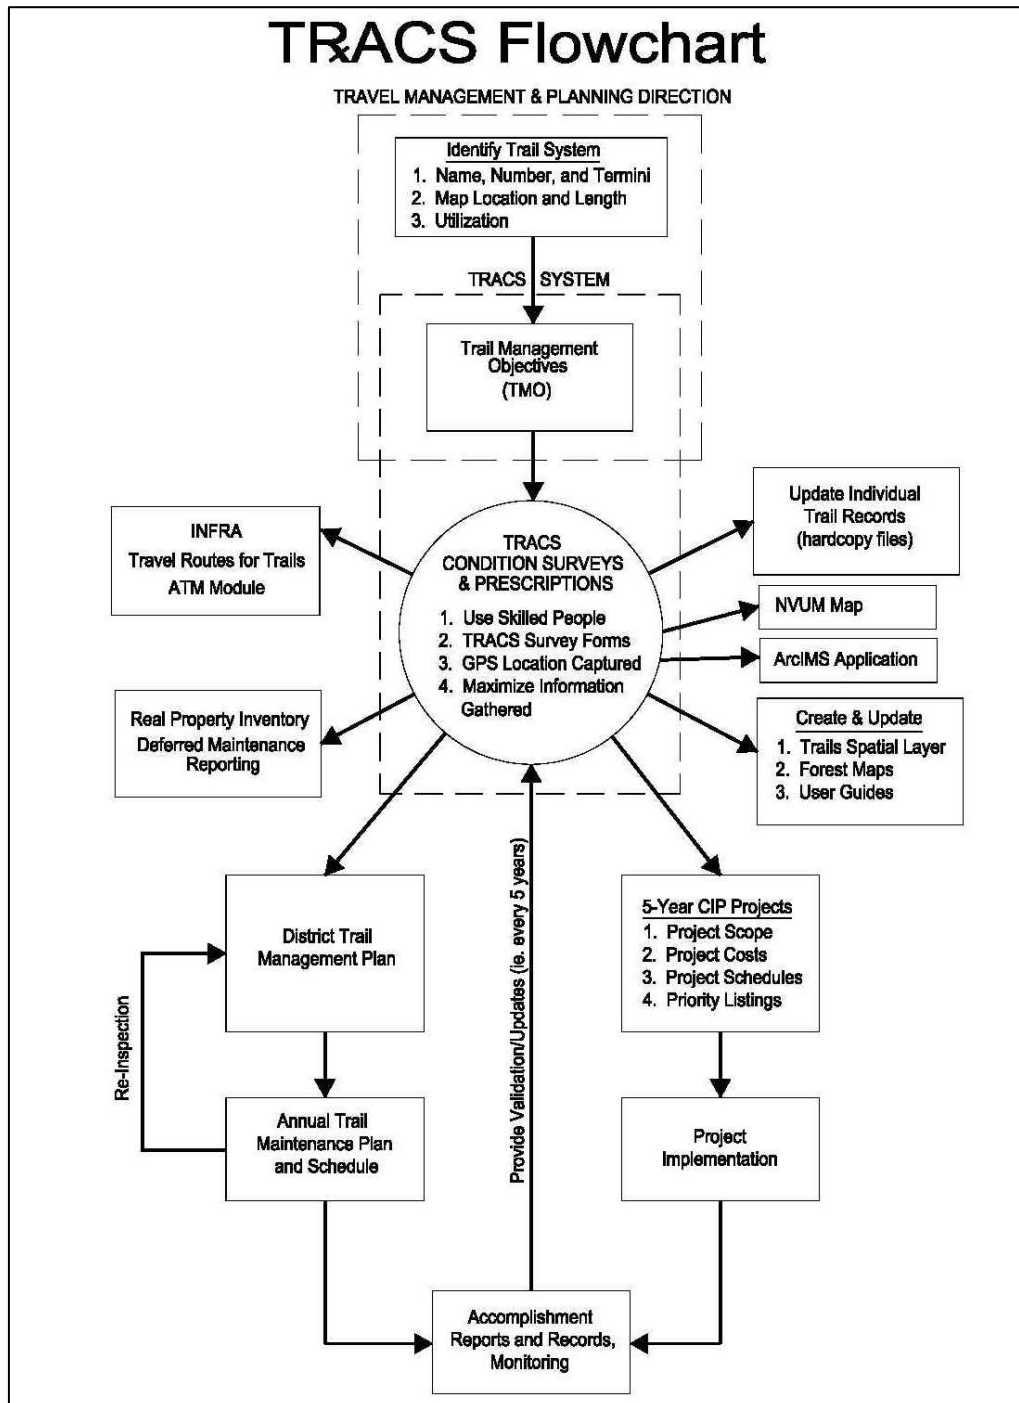 TRACS Flowchart
TRAVEL MANAGEMENT & PLANNING DIRECTION
Identify Trail System
1. Name, Number, and Termini
2. Map Location and Length
3. Utilization
TRACS SYSTEM
Trail Management
Objectives
(TMO)
INFRA
Travel Routes for Trails
ATM Module
TRACS
CONDITION SURVEYS
& PRESCRIPTIONS
1. Use Skilled People
2. TRACS Survey Forms
3. GPS Location Captured
4. Maximize Information
Gathered
Update Individual
Trail Records
(hardcopy files)
NVUM Map
ArcIMS Application
Real Property Inventory
Deferred Maintenance
Reporting
Create & Update
1. Trails Spatial Layer
2. Forest Maps
3. User Guides
District Trail
Management Plan
Re-Inspection
Annual Trail
Maintenance Plan
and Schedule
Provide Validation/Updates (ie. every 5 years)
5-Year CIP Projects
1. Project Scope
2. Project Costs
3. Project Schedules
4. Priority Listings
Project
Implementation
Accomplishment
Reports and Records,
Monitoring